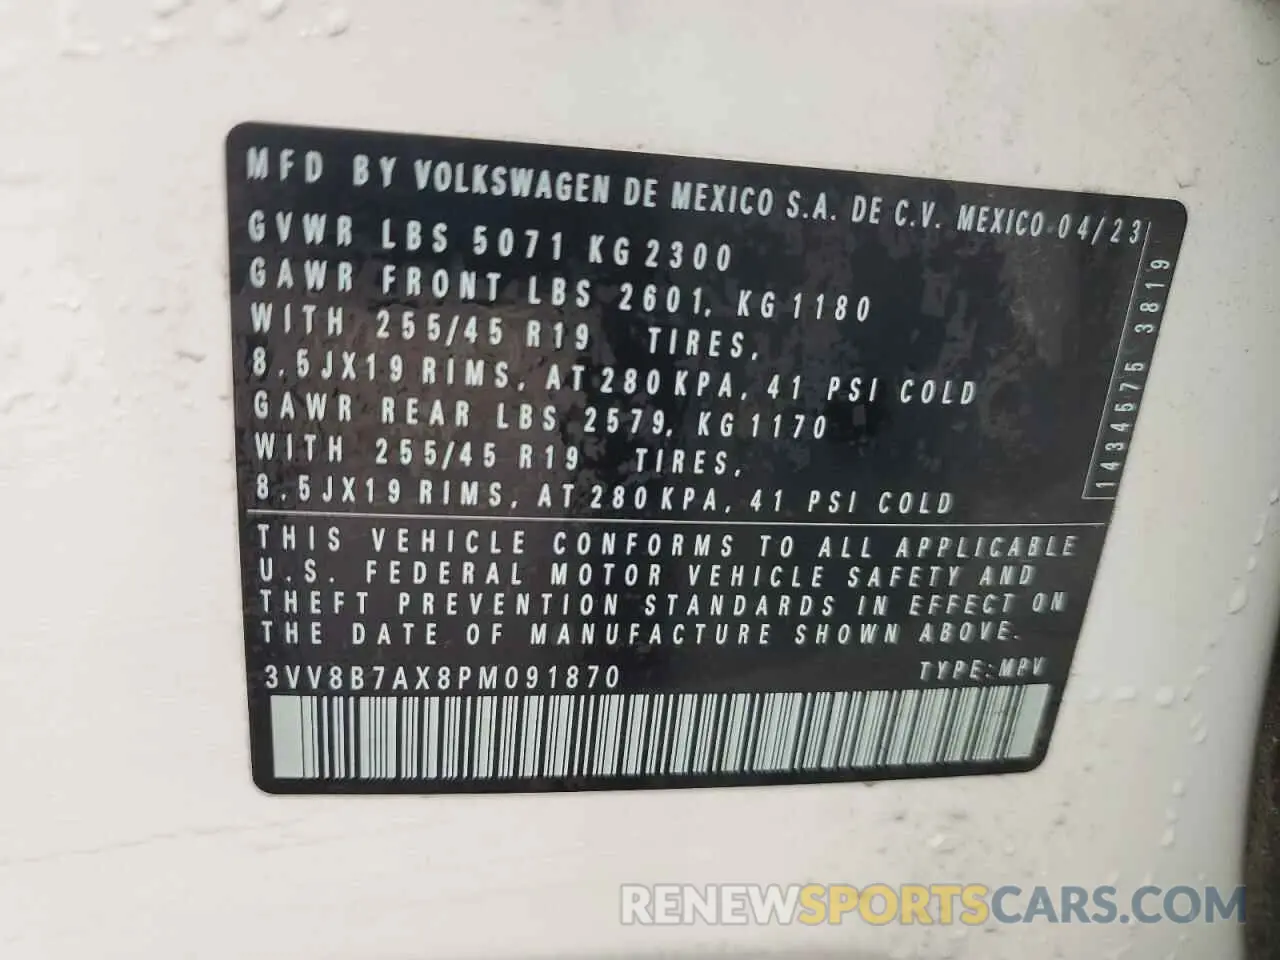 MFD BY VOLKSWAGEN DE MEXICO S.A. DE C.V. MEXICO 04/23
GVWR LBS 5071 KG 2300
GAWR FRONT LBS 2601, KG 1180
WITH 255/45 R19 TIRES,
8.5JX19 RIMS, AT 280 KPA, 41 PSI COLD
GAWR REAR LBS 2579, KG 1170
WITH 255/45 R19 TIRES,
8.5JX19 RIMS, AT 280 KPA, 41 PSI COLD
1434575 3819
THIS VEHICLE CONFORMS TO ALL APPLICABLE
U.S. FEDERAL MOTOR VEHICLE SAFETY AND
THEFT PREVENTION STANDARDS IN EFFECT ON
THE DATE OF MANUFACTURE SHOWN ABOVE.
3VV8B7AX8PM091870 TYPE: MPV
RENEWSPORTSCARS.COM